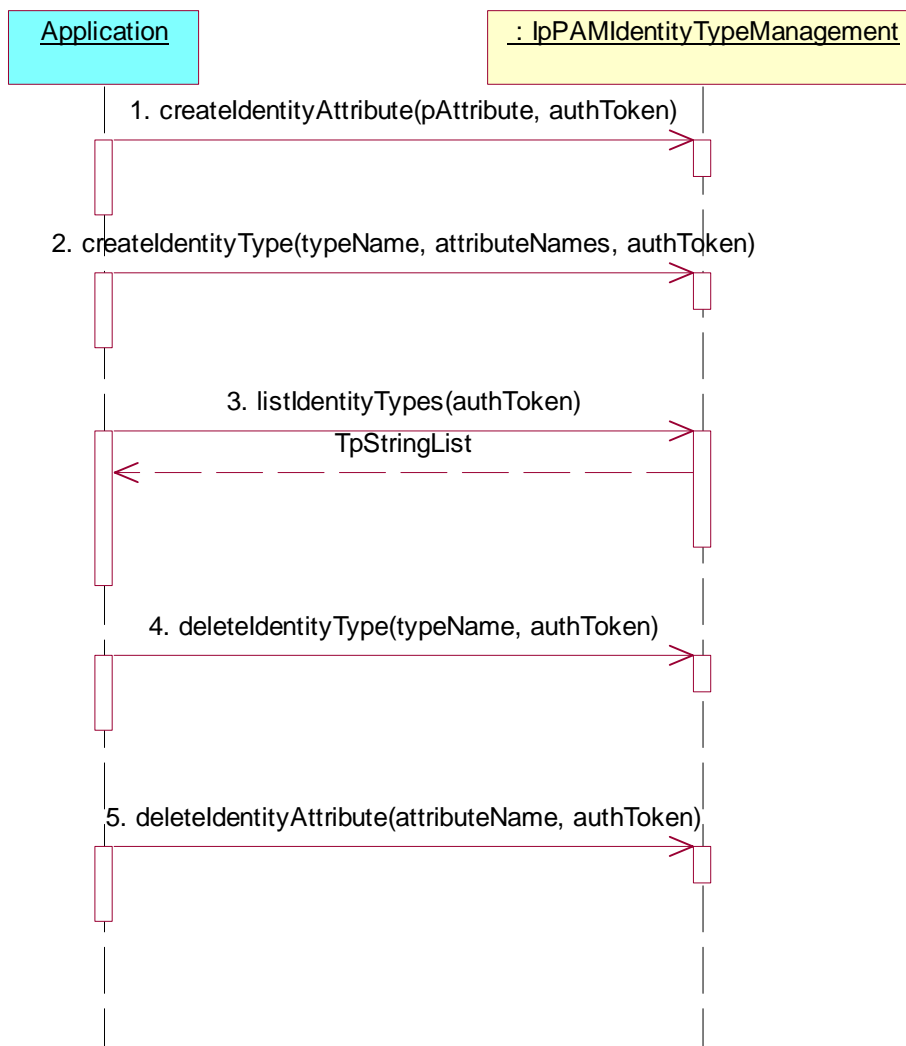 Application
: IpPAMIdentityTypeManagement
1. createIdentityAttribute(pAttribute, authToken)
2. createIdentityType(typeName, attributeNames, authToken)
3. listIdentityTypes(authToken)
TpStringList
4. deleteIdentityType(typeName, authToken)
5. deleteIdentityAttribute(attributeName, authToken)